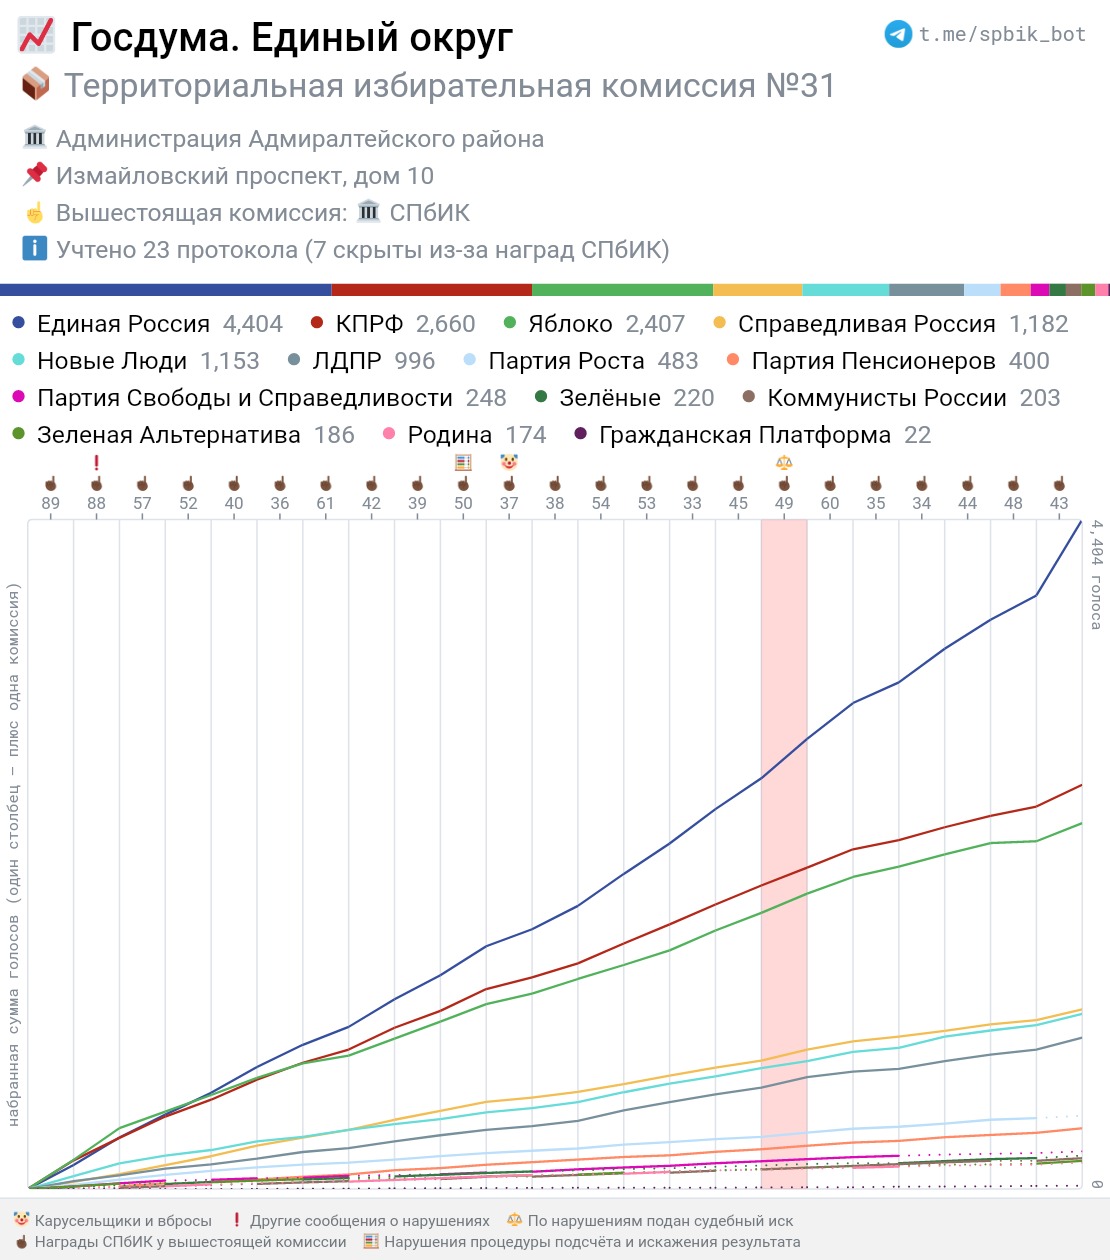 Госдума. Единый округ
t.me/spbik_bot
Территориальная избирательная комиссия №31
Администрация Адмиралтейского района
Измайловский проспект, дом 10
Вышестоящая комиссия: СПбИК
Учтено 23 протокола (7 скрыты из-за наград СПбИК)
Единая Россия 4,404 КПРФ 2,660 Яблоко 2,407 Справедливая Россия 1,182
Новые Люди 1,153 ЛДПР 996 Партия Роста 483 Партия Пенсионеров 400
Партия Свободы и Справедливости 248 Зелёные 220 Коммунисты России 203
Зеленая Альтернатива 186 Родина 174 Гражданская Платформа 22
89 88 57 52 40 36 61 42 39 50 37 38 54 53 33 45 49 60 35 34 44 48 43
4,404 голоса
набранная сумма голосов (один столбец – плюс одна комиссия)
0
Карусельщики и вбросы Другие сообщения о нарушениях По нарушениям подан судебный иск
Награды СПбИК у вышестоящей комиссии Нарушения процедуры подсчёта и искажения результата